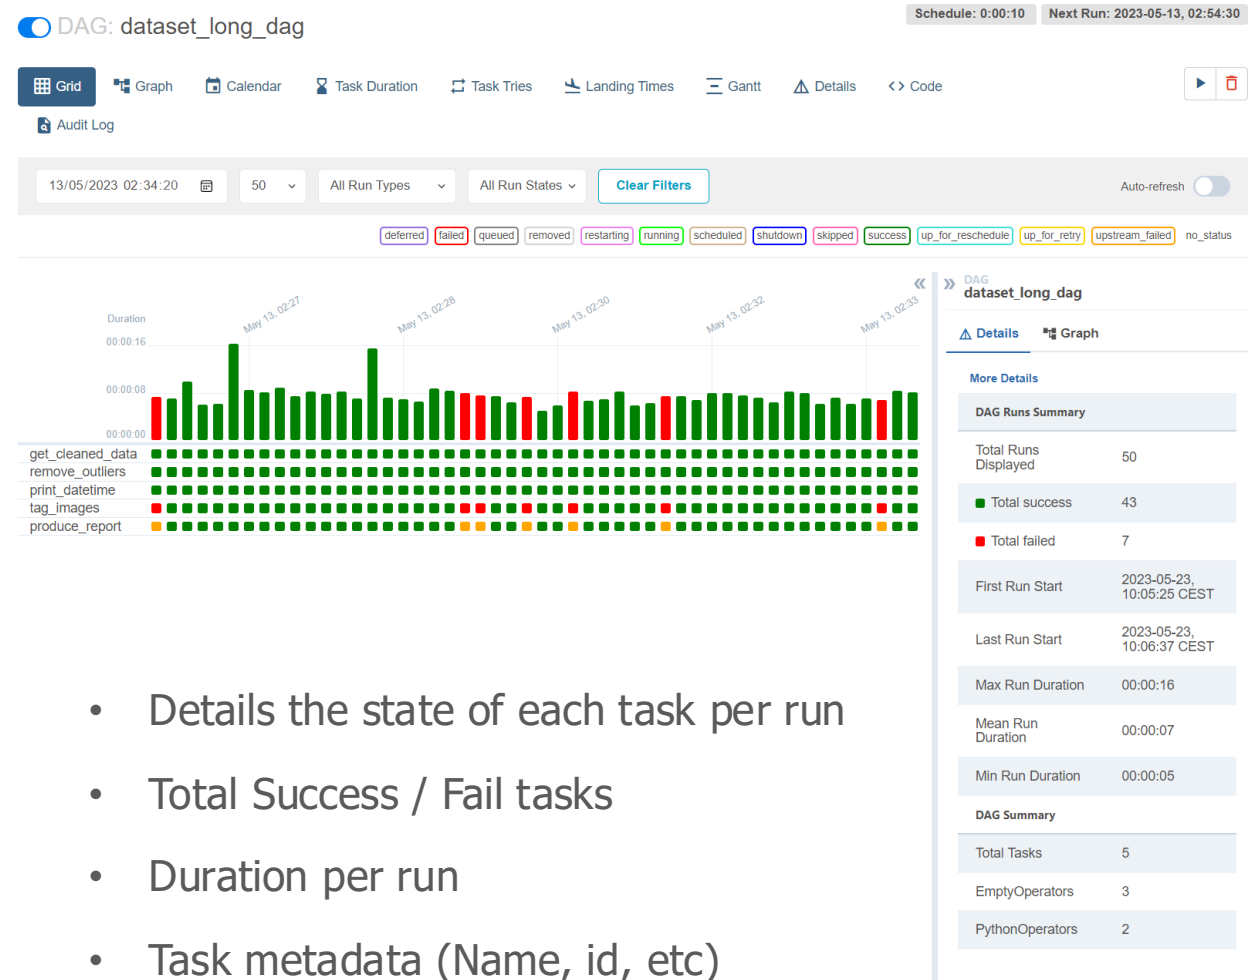 DAG: dataset_long_dag
Schedule: 0:00:10 Next Run: 2023-05-13, 02:54:30
Grid Graph Calendar Task Duration Task Tries Landing Times Gantt Details <> Code
Audit Log
13/05/2023 02:34:20 50 All Run Types All Run States Clear Filters Auto-refresh
deferred failed queued removed restarting running scheduled shutdown skipped success up_for_reschedule up_for_retry upstream_failed no_status
Duration
May 13, 02:27 May 13, 02:28 May 13, 02:30 May 13, 02:32 May 13, 02:33
00:00:16
00:00:08
00:00:00
get_cleaned_data
remove_outliers
print_datetime
tag_images
produce_report
« »
DAG
dataset_long_dag
Details Graph
More Details
DAG Runs Summary
Total Runs
Displayed
50
Total success 43
Total failed 7
First Run Start
2023-05-23,
10:05:25 CEST
Last Run Start
2023-05-23,
10:06:37 CEST
Max Run Duration 00:00:16
Mean Run
Duration
00:00:07
Min Run Duration 00:00:05
DAG Summary
Total Tasks 5
EmptyOperators 3
PythonOperators 2
• Details the state of each task per run
• Total Success / Fail tasks
• Duration per run
• Task metadata (Name, id, etc)